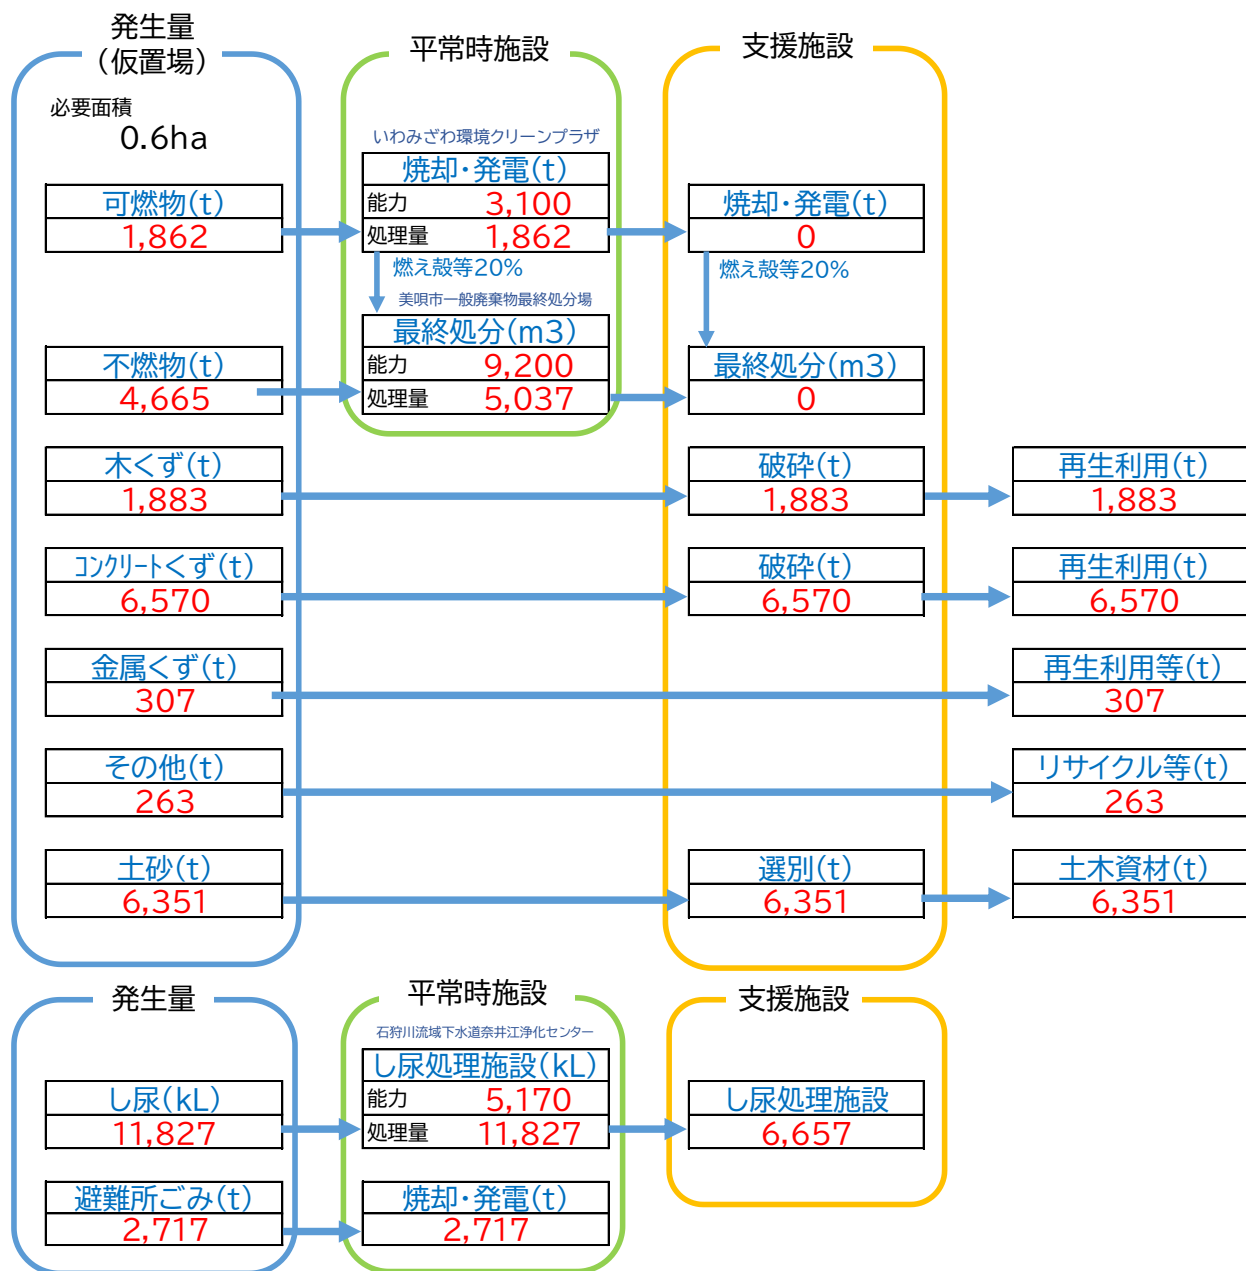 発生量
（仮置場）
平常時施設
支援施設
必要面積
0.6ha
いわみざわ環境クリーンプラザ
焼却・発電(t)
能力 3,100
処理量 1,862
可燃物(t)
1,862
焼却・発電(t)
0
燃え殻等20%
燃え殻等20%
美唄市一般廃棄物最終処分場
最終処分(m3)
能力 9,200
処理量 5,037
不燃物(t)
4,665
最終処分(m3)
0
木くず(t)
1,883
破砕(t)
1,883
再生利用(t)
1,883
コンクリートくず(t)
6,570
破砕(t)
6,570
再生利用(t)
6,570
金属くず(t)
307
再生利用等(t)
307
その他(t)
263
リサイクル等(t)
263
土砂(t)
6,351
選別(t)
6,351
土木資材(t)
6,351
発生量
平常時施設
支援施設
石狩川流域下水道奈井江浄化センター
し尿処理施設(kL)
能力 5,170
処理量 11,827
し尿(kL)
11,827
し尿処理施設
6,657
避難所ごみ(t)
2,717
焼却・発電(t)
2,717